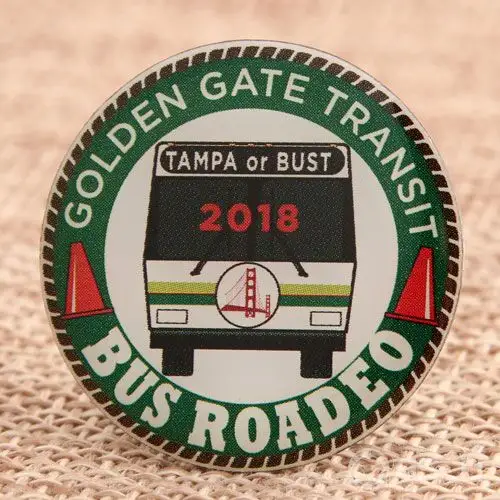 GOLDEN GATE TRANSIT
TAMPA or BUST
2018
BUS ROADEO